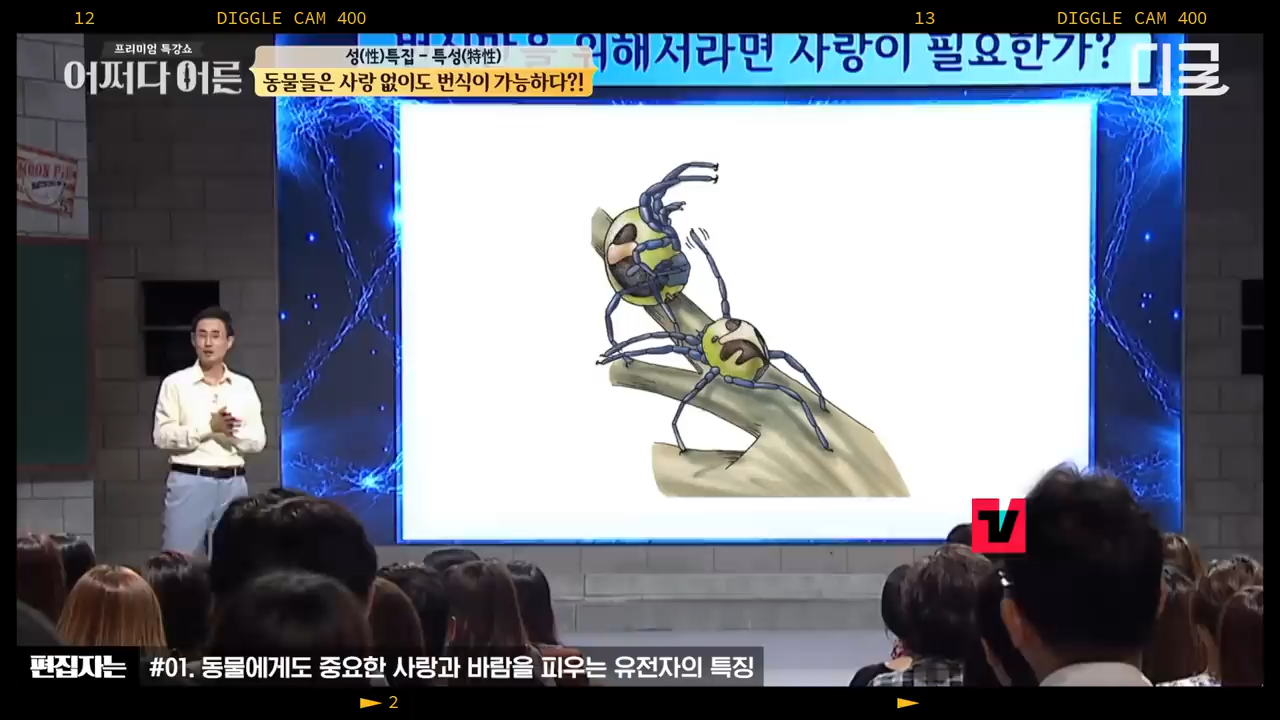 12 DIGGLE CAM 400 13 DIGGLE CAM 400
프리미엄 특강쇼
어쩌다 어른
성(性)특집 - 특성(特性)
동물들은 사랑 없이도 번식이 가능하다?!
위해서라면 사랑이 필요한가?
디글
MOON PIE
편집자는 #01. 동물에게도 중요한 사랑과 바람을 피우는 유전자의 특징
2